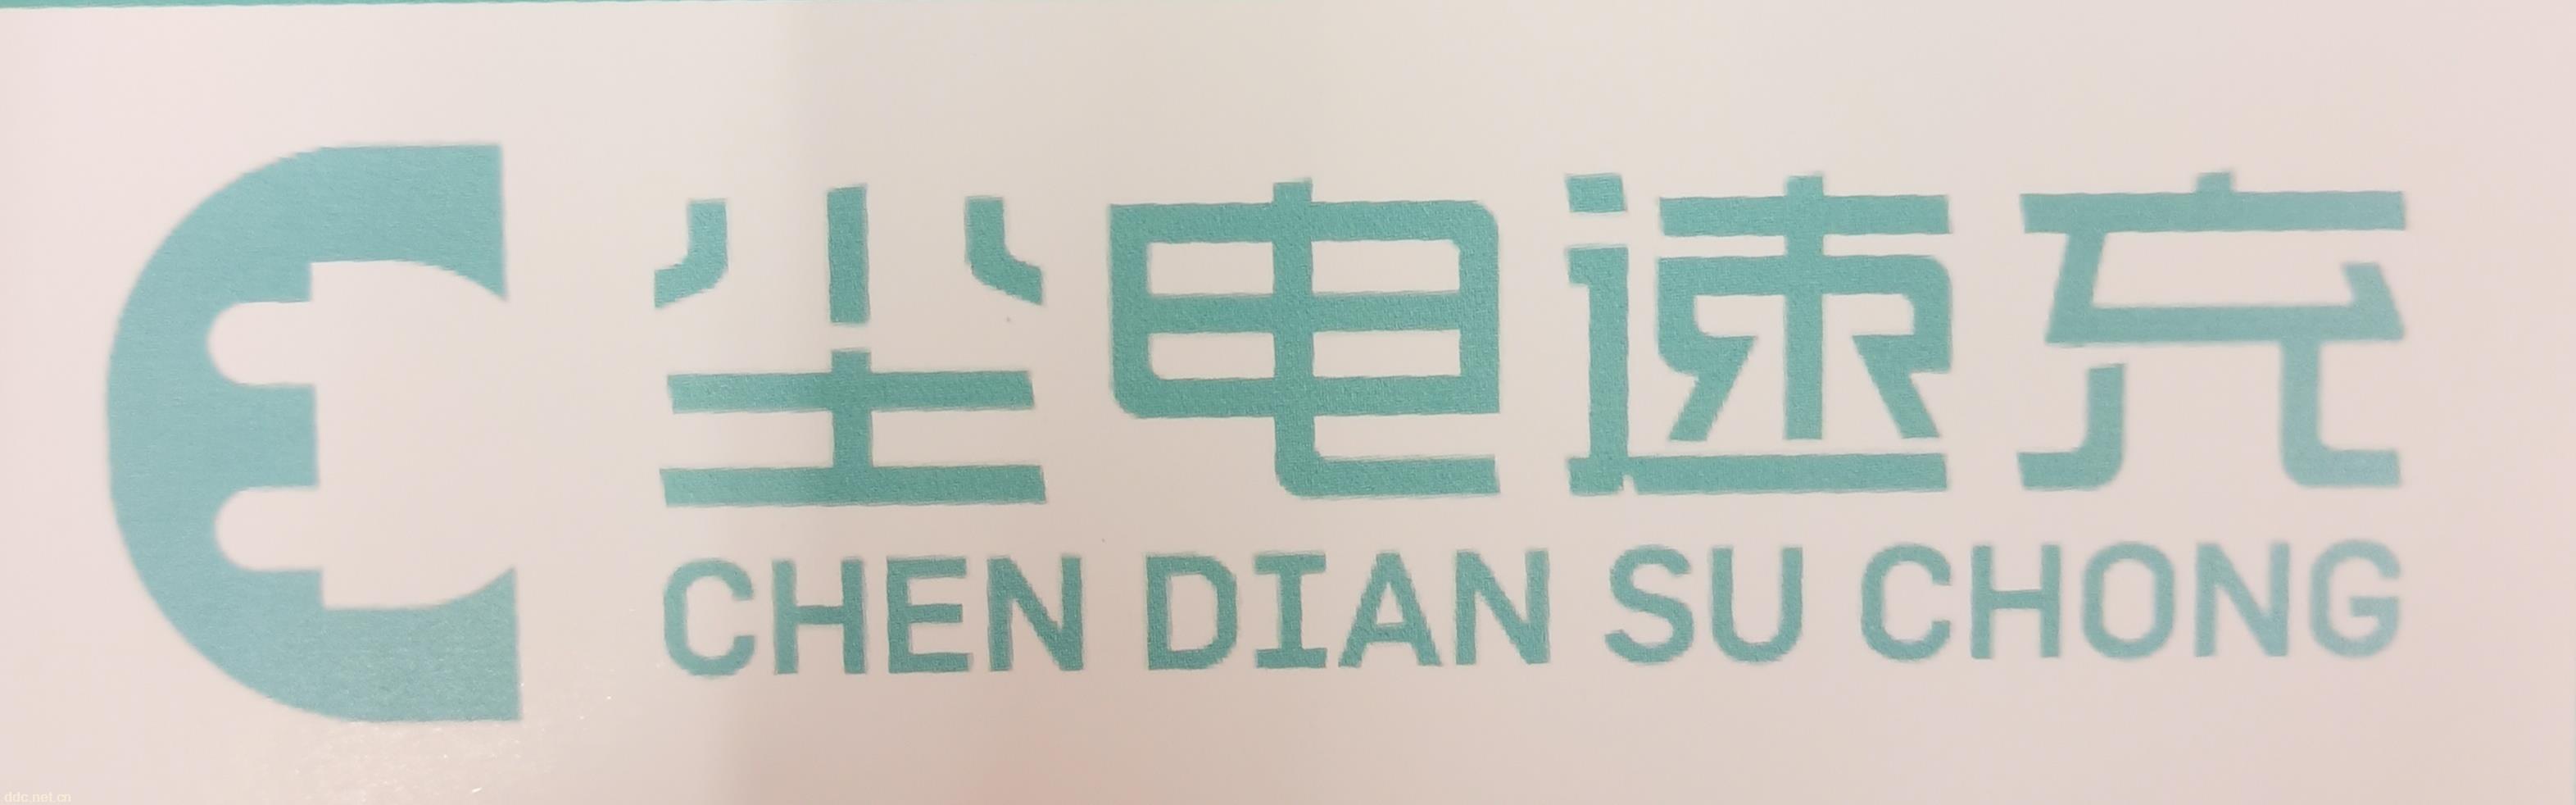 尘电速充
CHEN DIAN SU CHONG
ddc.net.cn